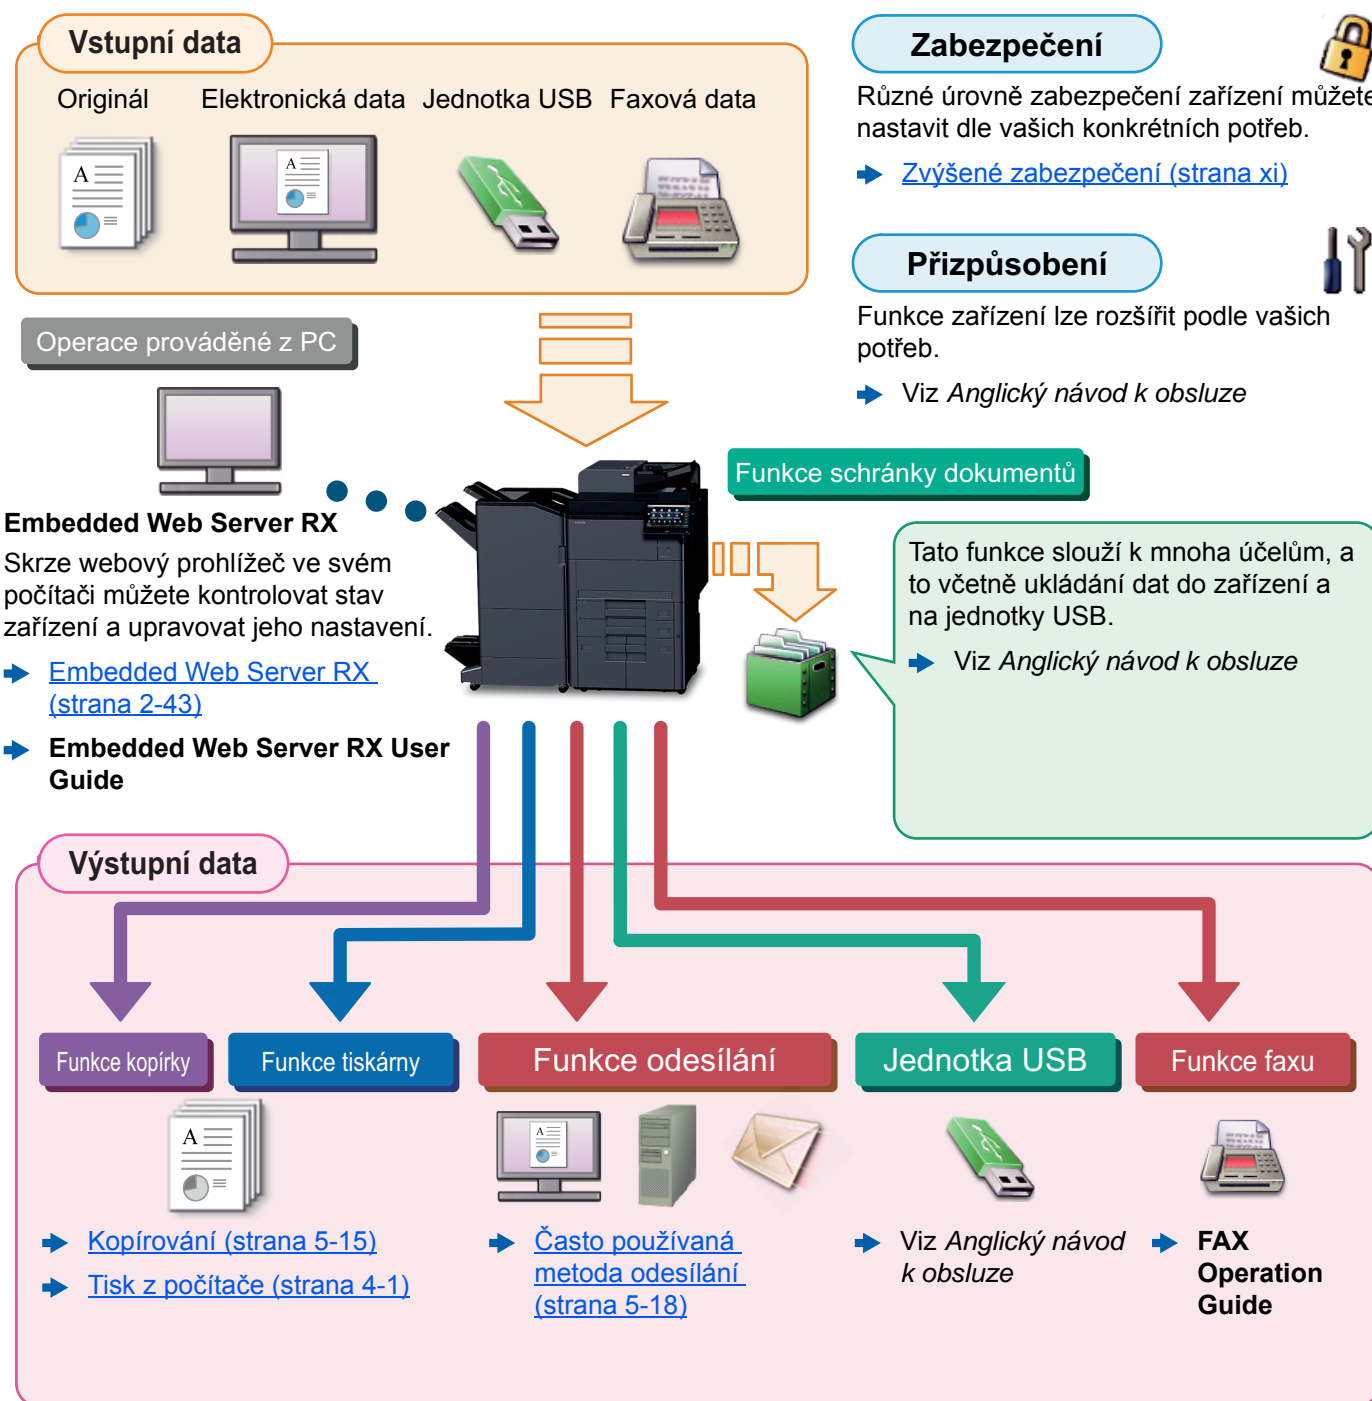 Vstupní data
Originál
Elektronická data
Jednotka USB
Faxová data
Zabezpečení
Různé úrovně zabezpečení zařízení můžete
nastavit dle vašich konkrétních potřeb.
Zvýšené zabezpečení (strana xi)
Přizpůsobení
Funkce zařízení lze rozšířit podle vašich
potřeb.
Viz Anglický návod k obsluze
Operace prováděné z PC
Embedded Web Server RX
Skrze webový prohlížeč ve svém
počítači můžete kontrolovat stav
zařízení a upravovat jeho nastavení.
Embedded Web Server RX
(strana 2-43)
Embedded Web Server RX User
Guide
Funkce schránky dokumentů
Tato funkce slouží k mnoha účelům, a
to včetně ukládání dat do zařízení a
na jednotky USB.
Viz Anglický návod k obsluze
Výstupní data
Funkce kopírky
Funkce tiskárny
Funkce odesílání
Jednotka USB
Funkce faxu
Kopírování (strana 5-15)
Tisk z počítače (strana 4-1)
Často používaná
metoda odesílání
(strana 5-18)
Viz Anglický návod
k obsluze
FAX
Operation
Guide